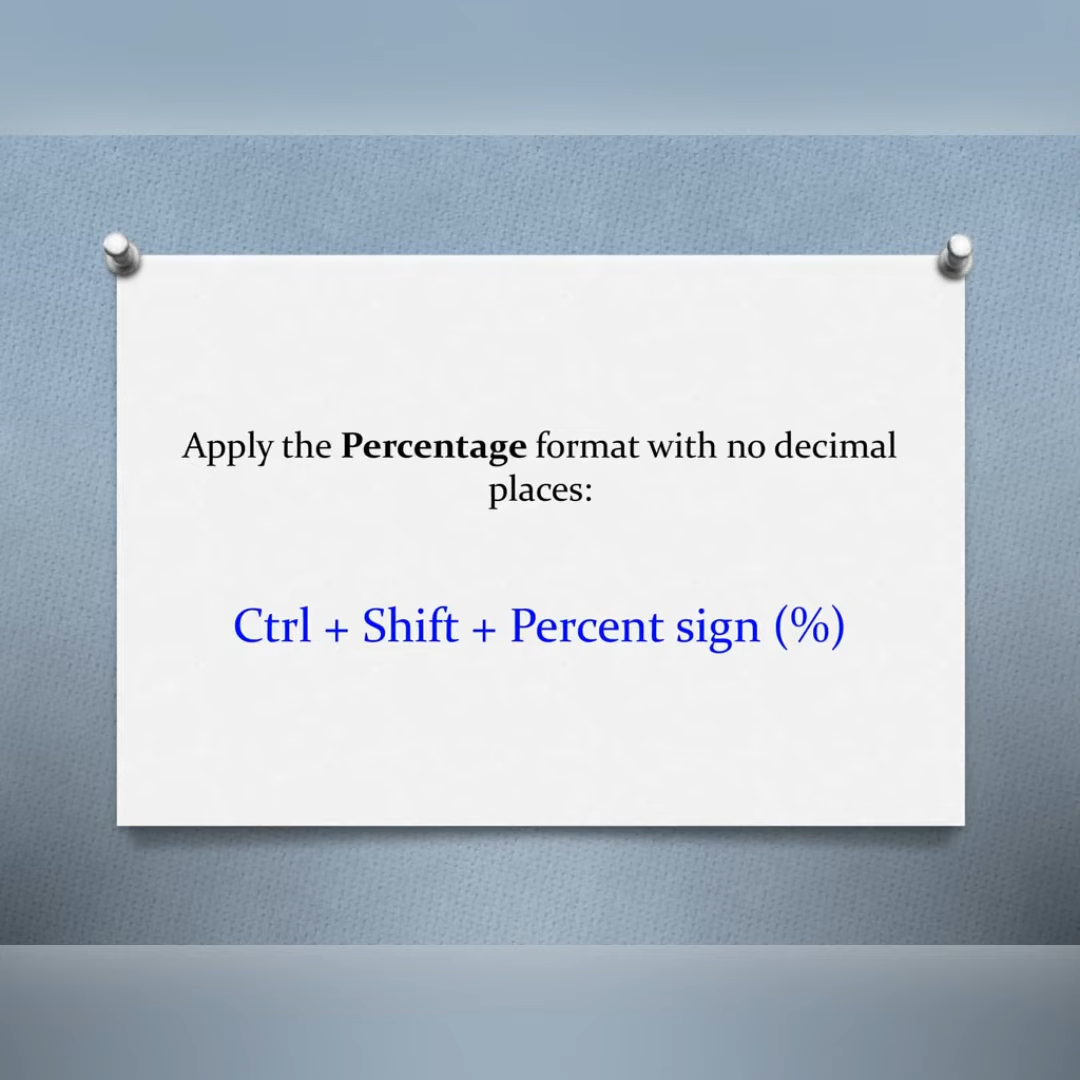 Apply the Percentage format with no decimal
places:
Ctrl + Shift + Percent sign (%)